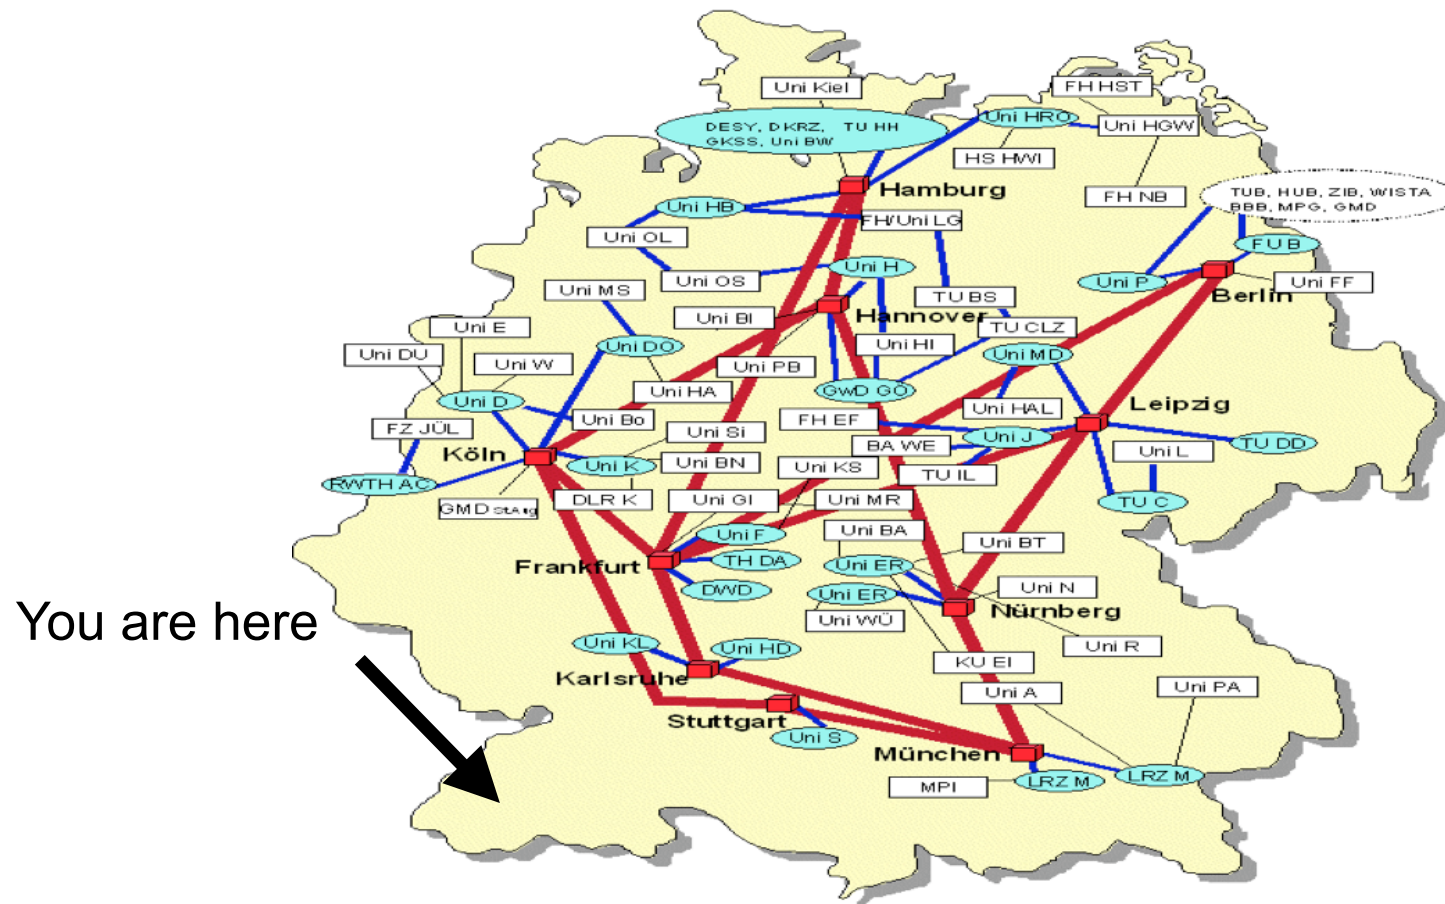 Uni Kiel
FH HST
DESY, DKRZ, TU HH
GKSS, Uni BW
Uni HRO
Uni HGW
HS HWI
Hamburg
FH NB
TUB, HUB, ZIB, WISTA
BBB, MPG, GMD
Uni HB
FH/Uni LG
Uni OL
FU B
Uni H
Uni OS
Uni P
Uni FF
Uni MS
TU BS
Berlin
Uni BI
Hannover
Uni E
TU CLZ
Uni DO
Uni HI
Uni DU
Uni MD
Uni W
Uni PB
Uni HA
GWD GO
Uni D
Leipzig
Uni HAL
Uni Bo
FH EF
FZ JÜL
Uni Si
Uni J
TU DD
BA WE
Köln
Uni L
Uni K
Uni BN
Uni KS
TU IL
RWTH AC
DLR K
Uni GI
Uni MR
TU C
GMD StAug
Uni BA
Uni F
Uni BT
Frankfurt
TH DA
Uni ER
DWD
Uni ER
Uni N
Nürnberg
You are here
Uni WÜ
Uni KL
Uni HD
Uni R
KU EI
Karlsruhe
Uni A
Uni PA
Stuttgart
Uni S
München
LRZ M
LRZ M
MPI